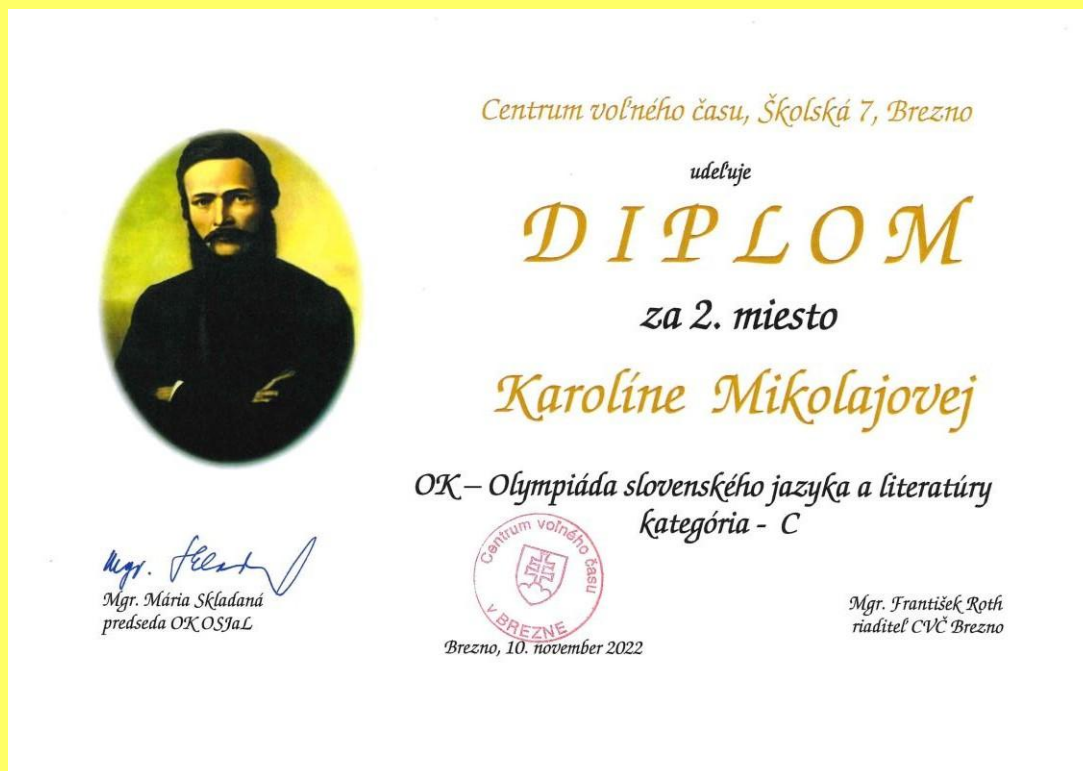 Centrum voľného času, Školská 7, Brezno
udeľuje
DIPLOM
za 2. miesto
Karolíne Mikolajovej
OK – Olympiáda slovenského jazyka a literatúry
kategória - C
Centrum voľného času
v BREZNE
Mgr.
Mgr. Mária Skladaná
predseda OK OSJaL
Mgr. František Roth
riaditeľ CVČ Brezno
Brezno, 10. november 2022